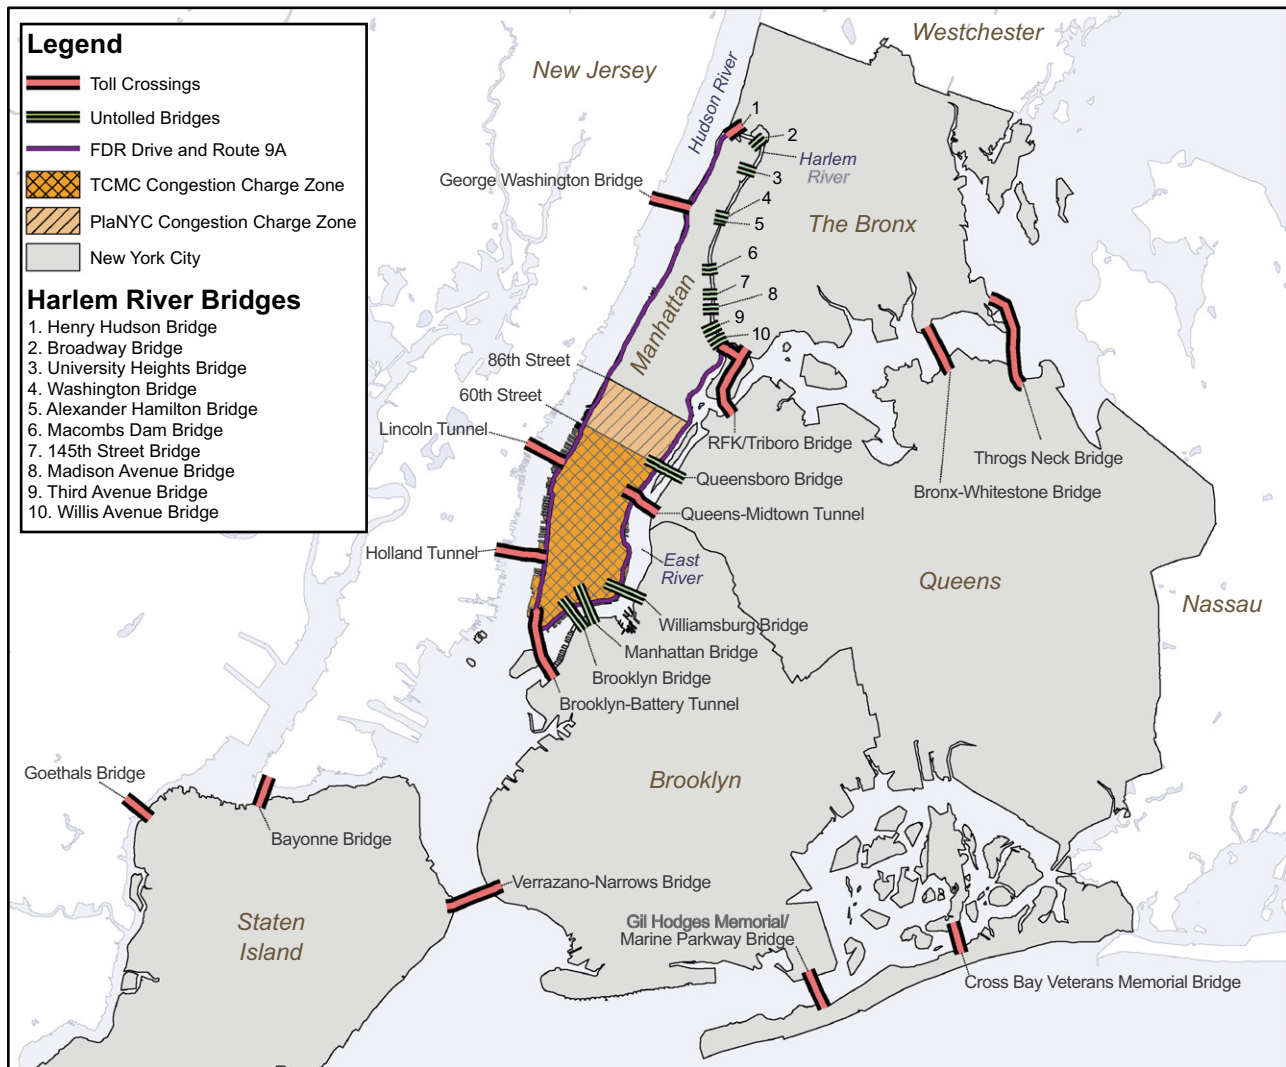 Legend
Toll Crossings
Untolled Bridges
FDR Drive and Route 9A
TCMC Congestion Charge Zone
PlaNYC Congestion Charge Zone
New York City
Harlem River Bridges
1. Henry Hudson Bridge
2. Broadway Bridge
3. University Heights Bridge
4. Washington Bridge
5. Alexander Hamilton Bridge
6. Macombs Dam Bridge
7. 145th Street Bridge
8. Madison Avenue Bridge
9. Third Avenue Bridge
10. Willis Avenue Bridge
Westchester
New Jersey
Hudson River
1
2
Harlem
River
3
George Washington Bridge
4
5
The Bronx
6
7
8
9
10
Manhattan
86th Street
60th Street
Lincoln Tunnel
RFK/Triboro Bridge
Throgs Neck Bridge
Queensboro Bridge
Bronx-Whitestone Bridge
Queens-Midtown Tunnel
Holland Tunnel
East
River
Queens
Nassau
Williamsburg Bridge
Manhattan Bridge
Brooklyn Bridge
Brooklyn-Battery Tunnel
Goethals Bridge
Brooklyn
Bayonne Bridge
Verrazano-Narrows Bridge
Staten
Island
Gil Hodges Memorial/
Marine Parkway Bridge
Cross Bay Veterans Memorial Bridge